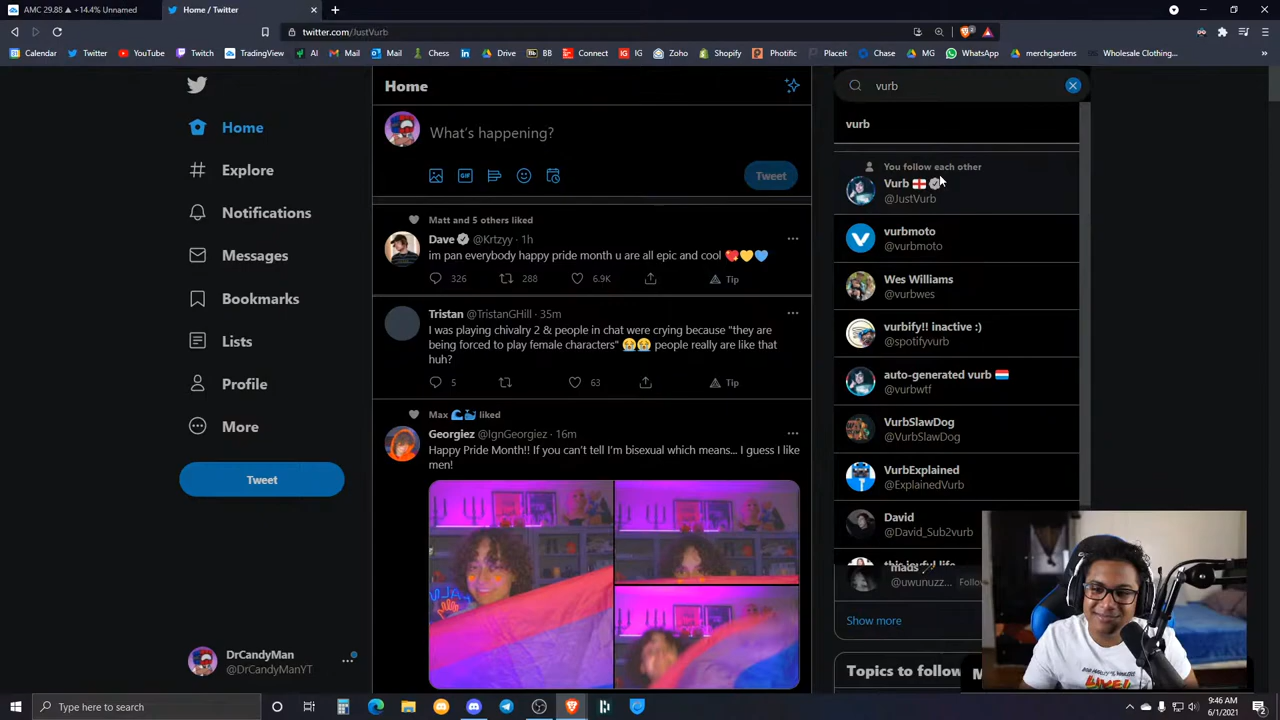 AMC 29.88 ▲ +14.4% Unnamed
Home / Twitter
twitter.com/JustVurb
Calendar
Twitter
YouTube
Twitch
TradingView
AI
Mail
Mail
Chess
Drive
BB
Connect
IG
Zoho
Shopify
Photific
Placeit
Chase
MG
WhatsApp
merchgardens
Wholesale Clothing...
Home
Explore
Notifications
Messages
Bookmarks
Lists
Profile
More
Tweet
DrCandyMan
@DrCandyManYT
Home
What's happening?
GIF
Tweet
Matt and 5 others liked
Dave @Krtzyy · 1h
im pan everybody happy pride month u are all epic and cool 💖💛💙
326 288 6.9K Tip
Tristan @TristanGHill · 35m
I was playing chivalry 2 & people in chat were crying because "they are
being forced to play female characters" 😭😭 people really are like that
huh?
5 63 Tip
Max 🌊🐳 liked
Georgiez @IgnGeorgiez · 16m
Happy Pride Month!! If you can't tell I'm bisexual which means... I guess I like
men!
vurb
vurb
You follow each other
Vurb
@JustVurb
vurbmoto
@vurbmoto
Wes Williams
@vurbwes
vurbify!! inactive :)
@spotifyvurb
auto-generated vurb
@vurbwtf
VurbSlawDog
@VurbSlawDog
VurbExplained
@ExplainedVurb
David
@David_Sub2vurb
@uwunuzz...
Show more
Topics to follow
LIVE!
Type here to search
9:46 AM
6/1/2021